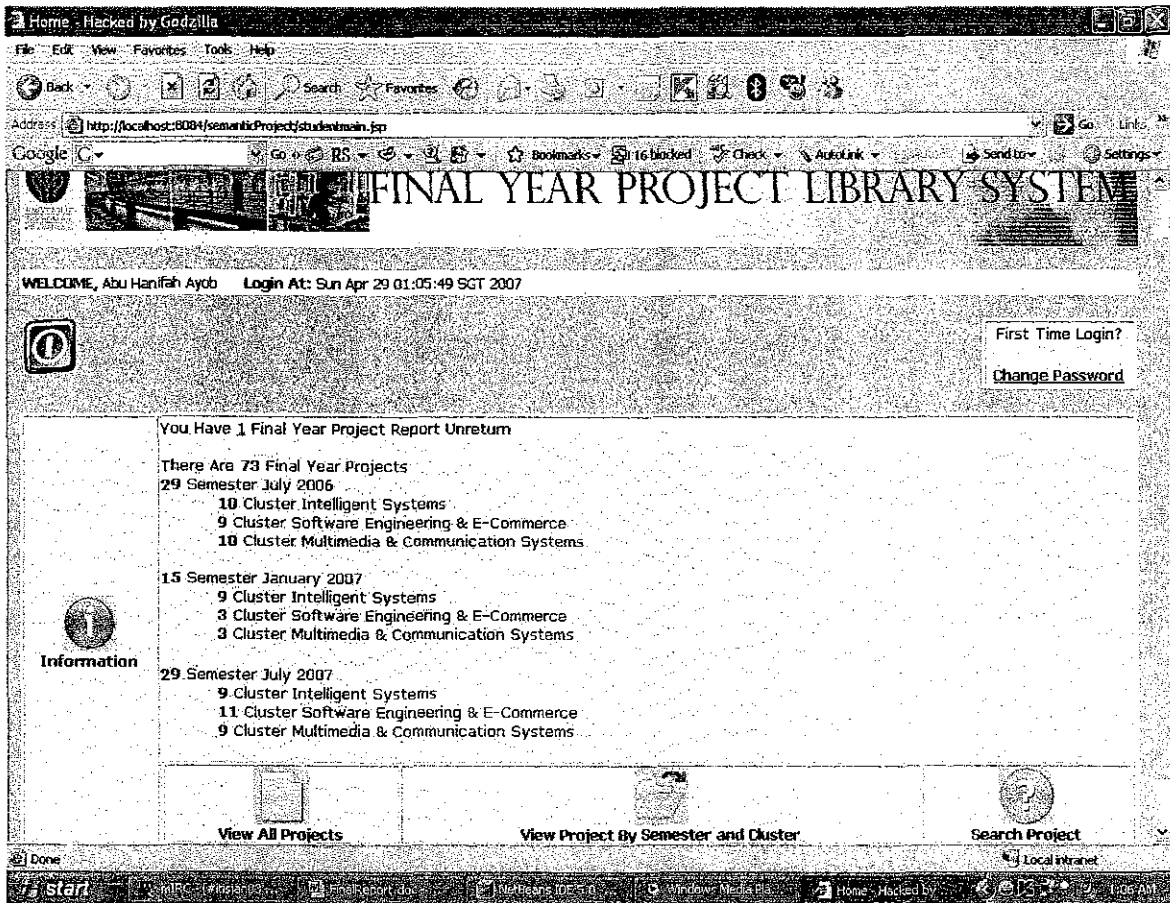 Home - Hacked by Godzilla
File Edit View Favorites Tools Help
Back Search Favorites
Address http://localhost:8084/semanticProject/studentmain.jsp Go Links
Google Go RS Bookmarks 16 blocked Check AutoLink Send to Settings
FINAL YEAR PROJECT LIBRARY SYSTEM
WELCOME, Abu Hanifah Ayob Login At: Sun Apr 29 01:05:49 SGT 2007
First Time Login?
Change Password
You Have 1 Final Year Project Report Unreturn
There Are 73 Final Year Projects
29 Semester July 2006
10 Cluster Intelligent Systems
9 Cluster Software Engineering & E-Commerce
10 Cluster Multimedia & Communication Systems
15 Semester January 2007
9 Cluster Intelligent Systems
3 Cluster Software Engineering & E-Commerce
3 Cluster Multimedia & Communication Systems
Information
29 Semester July 2007
9 Cluster Intelligent Systems
11 Cluster Software Engineering & E-Commerce
9 Cluster Multimedia & Communication Systems
View All Projects View Project By Semester and Cluster Search Project
Done Local intranet
start FinalReport.doc NetBeans IDE 5.0 Windows Media Pla... Home - Hacked by 1:06 AM